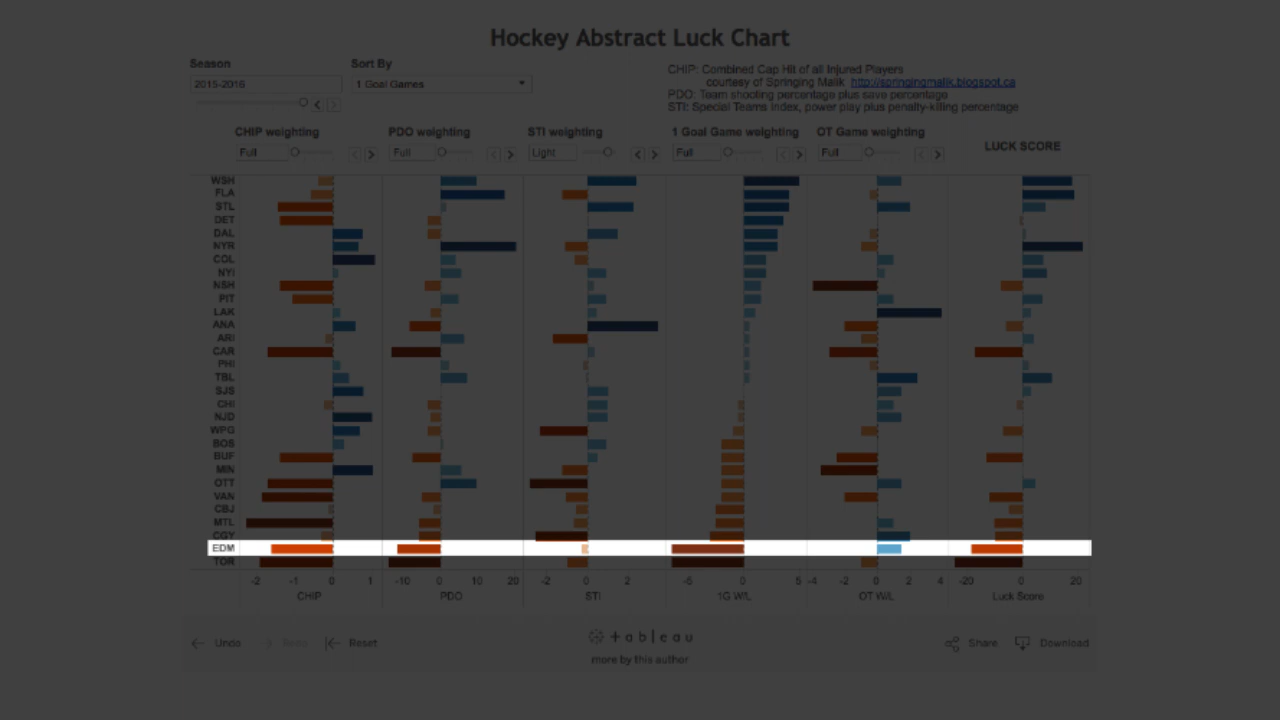 Hockey Abstract Luck Chart
Season
Sort By
2015-2016
1 Goal Games
CHIP: Combined Cap Hit of all Injured Players
courtesy of Springing Malik http://springingmalik.blogspot.ca
PDO: Team shooting percentage plus save percentage
STI: Special Teams Index, power play plus penalty-killing percentage
CHIP weighting PDO weighting STI weighting 1 Goal Game weighting OT Game weighting
LUCK SCORE
Full Full Light Full Full
WSH
FLA
STL
DET
DAL
NYR
COL
NYI
NSH
PIT
LAK
ANA
ARI
CAR
PHI
TBL
SJS
CHI
NJD
WPG
BOS
BUF
MIN
OTT
VAN
CBJ
MTL
CGY
EDM
TOR
-2 -1 0 1 -10 0 10 20 -2 0 2 -5 0 5 -4 0 2 4 -20 0 20
CHIP PDO STI 1G W/L OT W/L Luck Score
Undo Redo Reset
+ableau
Share Download
more by this author